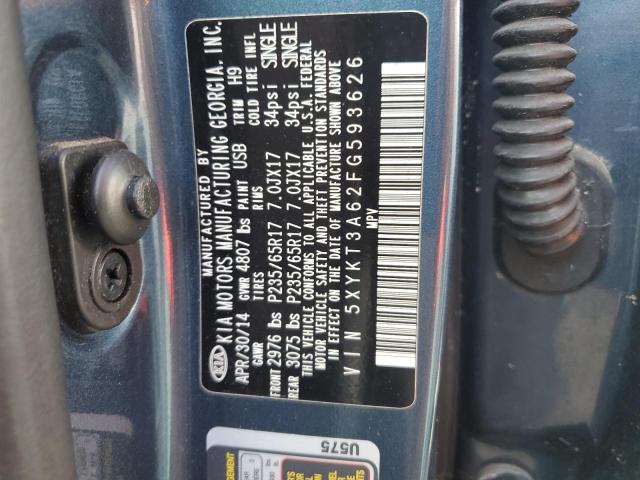 MANUFACTURED BY
KIA KIA MOTORS MANUFACTURING GEORGIA. INC.
APR/30/14 GVWR 4807 lbs PAINT USB TRIM H9
GAWR RIMS COLD TIRE INFL
FRONT 2976 lbs P235/65R17 7.0JX17 34psi SINGLE
REAR 3075 lbs P235/65R17 7.0JX17 34psi SINGLE
THIS VEHICLE CONFORMS TO ALL APPLICABLE U.S.A. FEDERAL
MOTOR VEHICLE SAFETY AND THEFT PREVENTION STANDARDS
IN EFFECT ON THE DATE OF MANUFACTURE SHOWN ABOVE
VIN 5XYKT3A62FG593626
MPV
U575